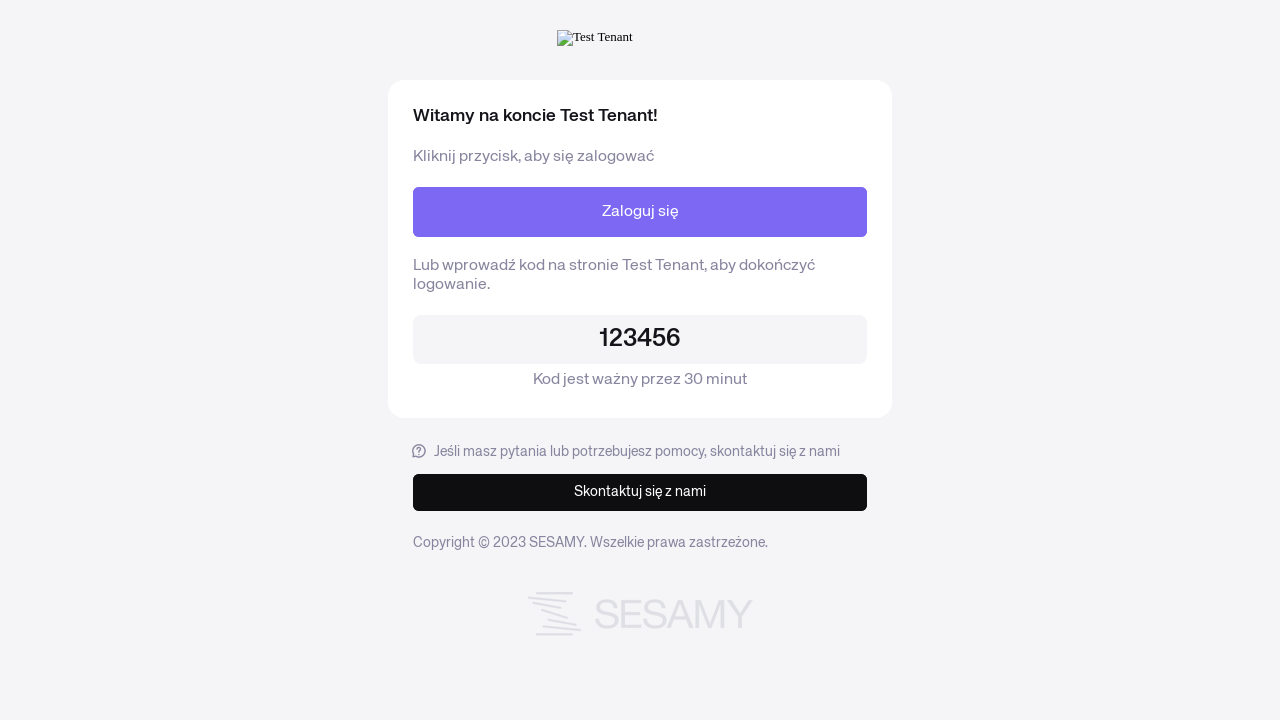 Test Tenant
Witamy na koncie Test Tenant!
Kliknij przycisk, aby się zalogować
Zaloguj się
Lub wprowadź kod na stronie Test Tenant, aby dokończyć
logowanie.
123456
Kod jest ważny przez 30 minut
Jeśli masz pytania lub potrzebujesz pomocy, skontaktuj się z nami
Skontaktuj się z nami
Copyright © 2023 SESAMY. Wszelkie prawa zastrzeżone.
SESAMY